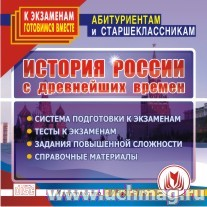 К ЭКЗАМЕНАМ
ГОТОВИМСЯ ВМЕСТЕ
АБИТУРИЕНТАМ
И СТАРШЕКЛАССНИКАМ
ИСТОРИЯ РОССИИ
с древнейших времен
СИСТЕМА ПОДГОТОВКИ К ЭКЗАМЕНАМ
ТЕСТЫ К ЭКЗАМЕНАМ
ЗАДАНИЯ ПОВЫШЕННОЙ СЛОЖНОСТИ
СПРАВОЧНЫЕ МАТЕРИАЛЫ
www.uchmag.ru